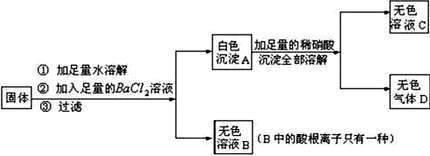 固体
① 加足量水溶解
② 加入足量的BaCl₂溶液
③ 过滤
白色
沉淀A
加足量的稀硝酸
沉淀全部溶解
无色
溶液C
无色
气体D
无色
溶液B
(B中的酸根离子只有一种)